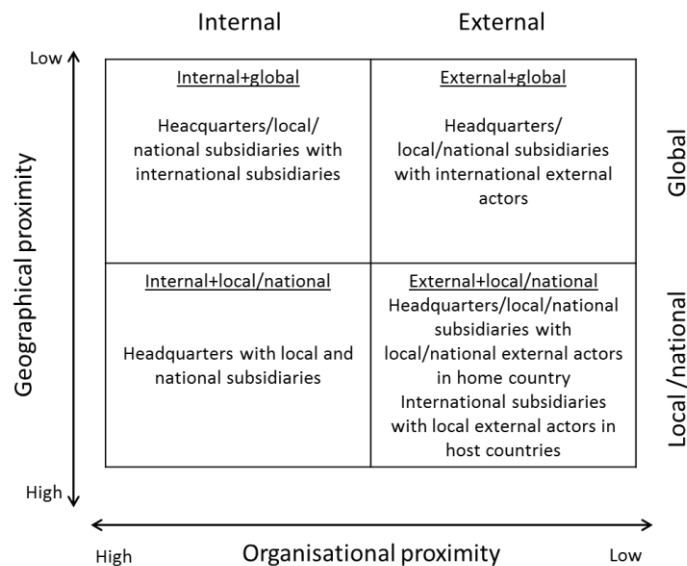 Internal
External
Low
Internal+global
Heacquarters/local/
national subsidiaries with
international subsidiaries
External+global
Headquarters/
local/national subsidiaries
with international external
actors
Global
Geographical proximity
Internal+local/national
Headquarters with local and
national subsidiaries
External+local/national
Headquarters/local/national
subsidiaries with
local/national external actors
in home country
International subsidiaries
with local external actors in
host countries
Local /national
High
High
Organisational proximity
Low